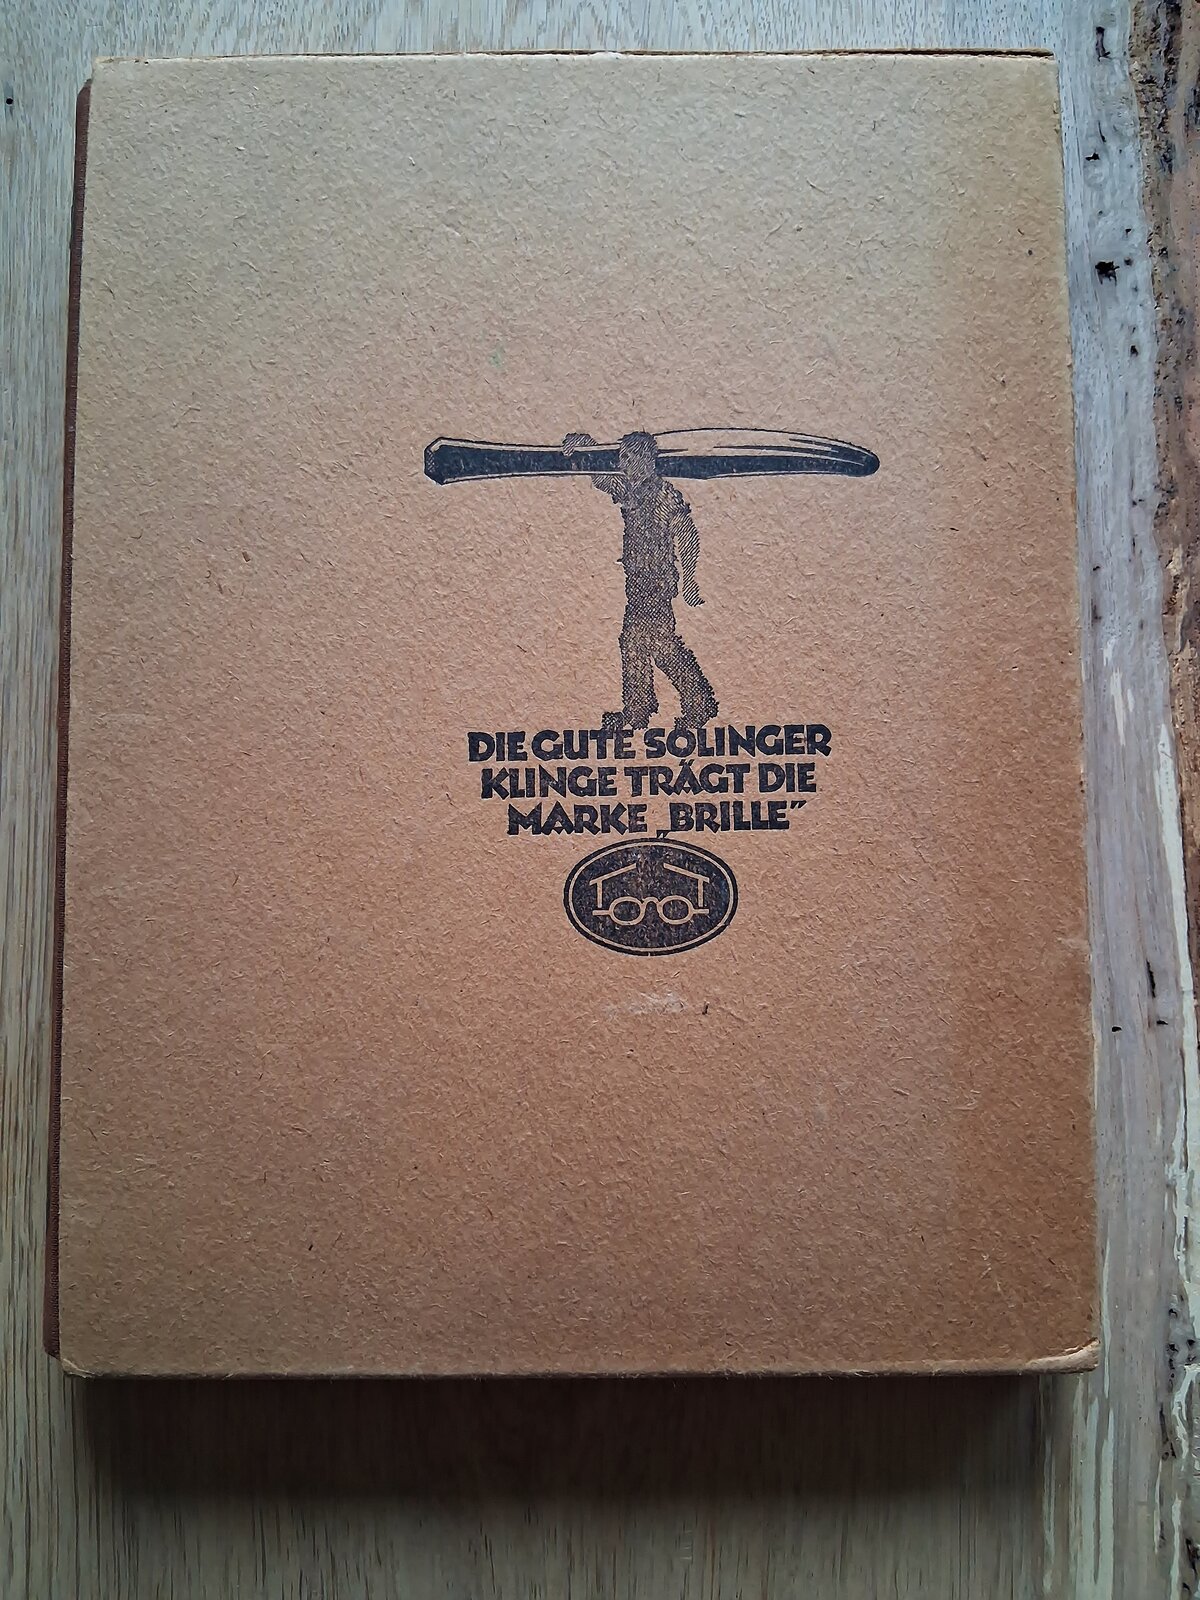 DIE GUTE SOLINGER
KLINGE TRÄGT DIE
MARKE „BRILLE”